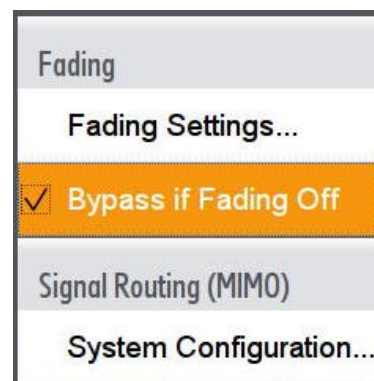 Fading
Fading Settings...
Bypass if Fading Off
Signal Routing (MIMO)
System Configuration...